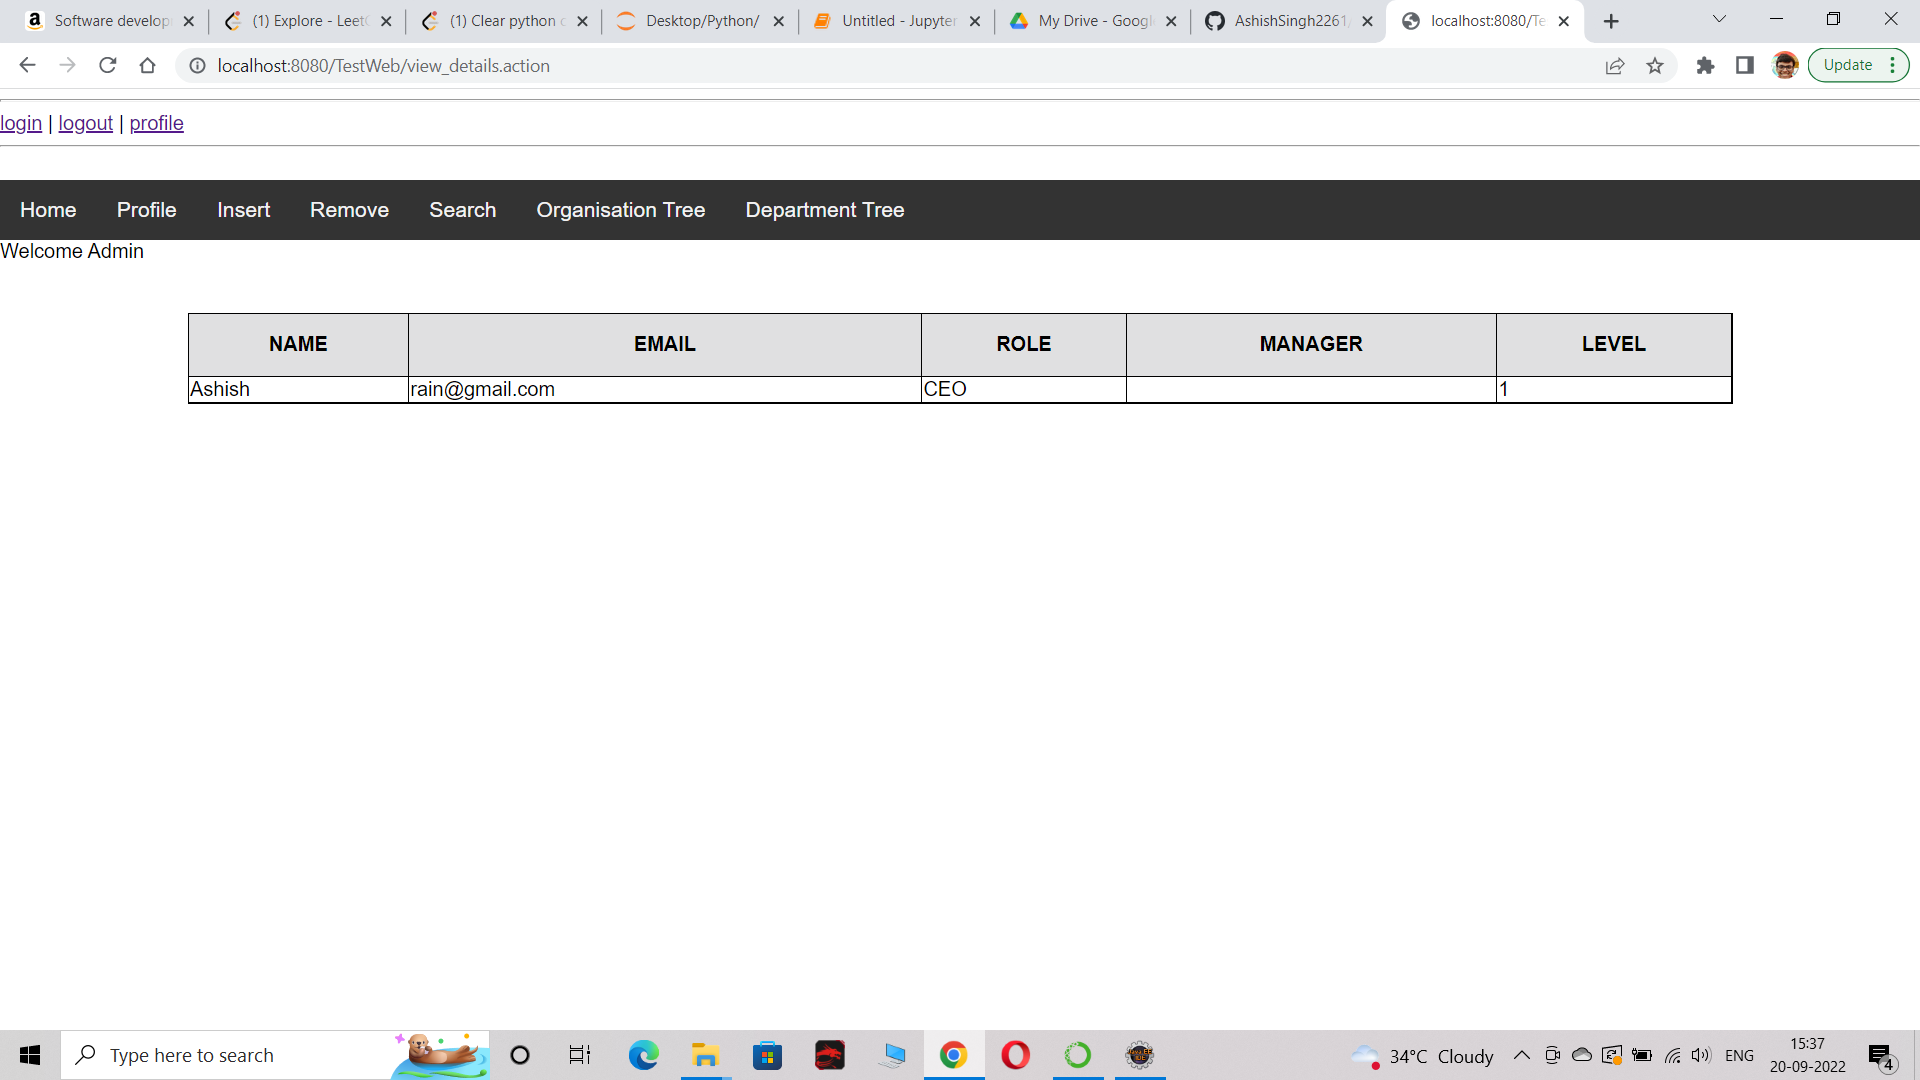 Software develop
(1) Explore - Leet
(1) Clear python
Desktop/Python/
Untitled - Jupyter
My Drive - Googl
AshishSingh2261/
localhost:8080/Te
localhost:8080/TestWeb/view_details.action
Update
login | logout | profile
Home Profile Insert Remove Search Organisation Tree Department Tree
Welcome Admin
NAME EMAIL ROLE MANAGER LEVEL
Ashish rain@gmail.com CEO 1
Type here to search
34°C Cloudy
ENG
15:37
20-09-2022
4